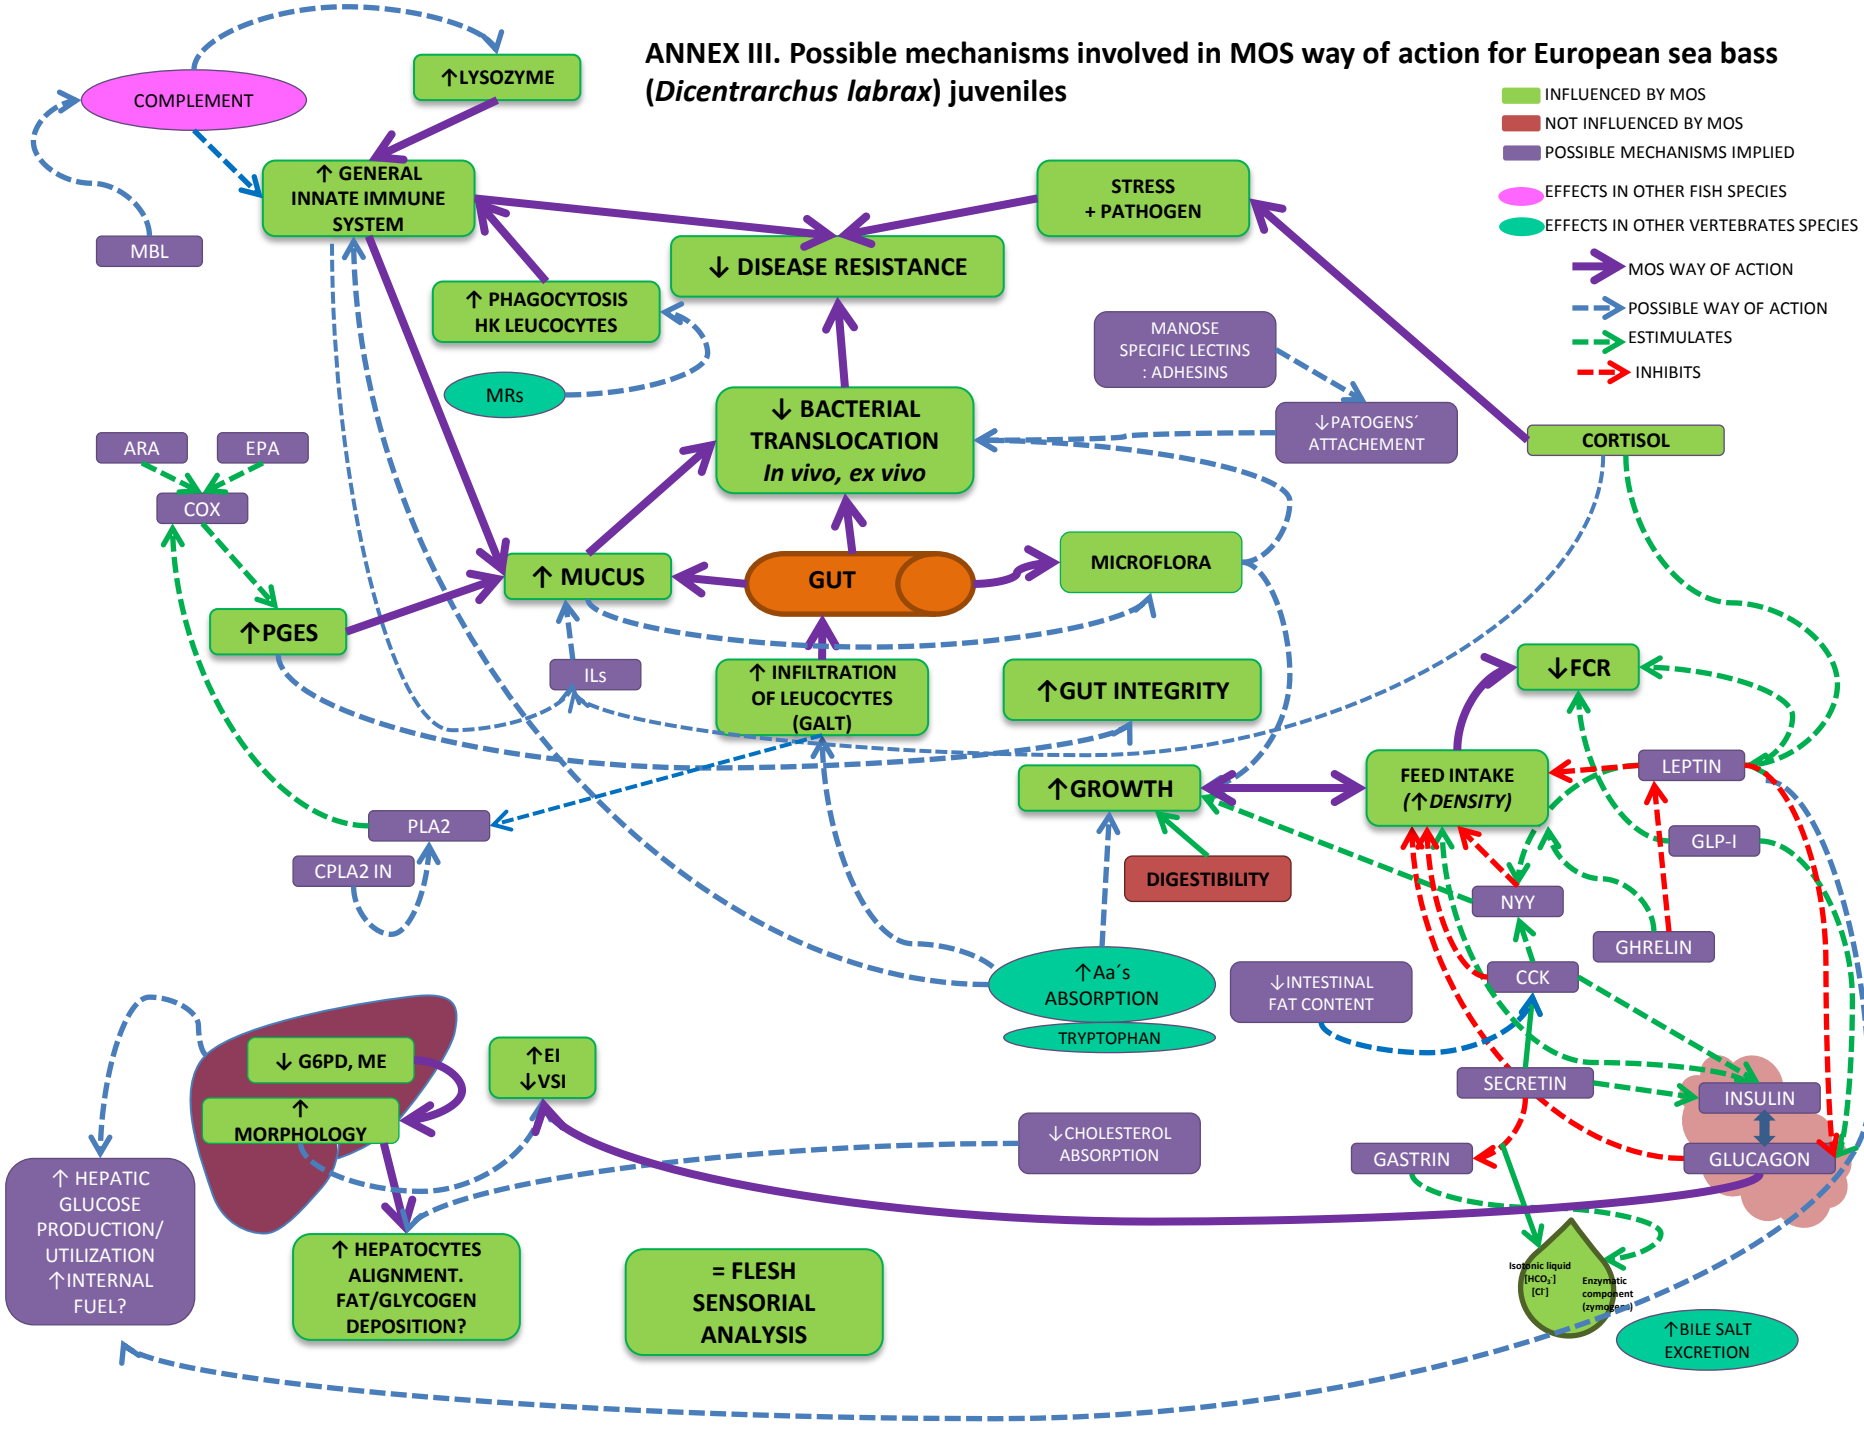 ANNEX III. Possible mechanisms involved in MOS way of action for European sea bass
(Dicentrarchus labrax) juveniles
INFLUENCED BY MOS
NOT INFLUENCED BY MOS
POSSIBLE MECHANISMS IMPLIED
EFFECTS IN OTHER FISH SPECIES
EFFECTS IN OTHER VERTEBRATES SPECIES
MOS WAY OF ACTION
POSSIBLE WAY OF ACTION
ESTIMULATES
INHIBITS
↑LYSOZYME
COMPLEMENT
↑ GENERAL
INNATE IMMUNE
SYSTEM
MBL
STRESS
+ PATHOGEN
↓ DISEASE RESISTANCE
↑ PHAGOCYTOSIS
HK LEUCOCYTES
MRs
MANOSE
SPECIFIC LECTINS
: ADHESINS
↓PATOGENS´
ATTACHEMENT
↓ BACTERIAL
TRANSLOCATION
In vivo, ex vivo
CORTISOL
ARA
EPA
COX
↑ MUCUS
GUT
MICROFLORA
↑PGES
ILs
↑ INFILTRATION
OF LEUCOCYTES
(GALT)
↑GUT INTEGRITY
↓FCR
↑GROWTH
FEED INTAKE
(↑DENSITY)
LEPTIN
PLA2
CPLA2 IN
GLP-I
DIGESTIBILITY
NYY
GHRELIN
↑Aa´s
ABSORPTION
TRYPTOPHAN
↓INTESTINAL
FAT CONTENT
CCK
↓ G6PD, ME
↑
MORPHOLOGY
↑EI
↓VSI
SECRETIN
INSULIN
↓CHOLESTEROL
ABSORPTION
GASTRIN
GLUCAGON
↑ HEPATIC
GLUCOSE
PRODUCTION/
UTILIZATION
↑INTERNAL
FUEL?
↑ HEPATOCYTES
ALIGNMENT.
FAT/GLYCOGEN
DEPOSITION?
= FLESH
SENSORIAL
ANALYSIS
Isotonic liquid
[HCO₃⁻]
[Cl⁻]
Enzymatic
component
(zymogens)
↑BILE SALT
EXCRETION